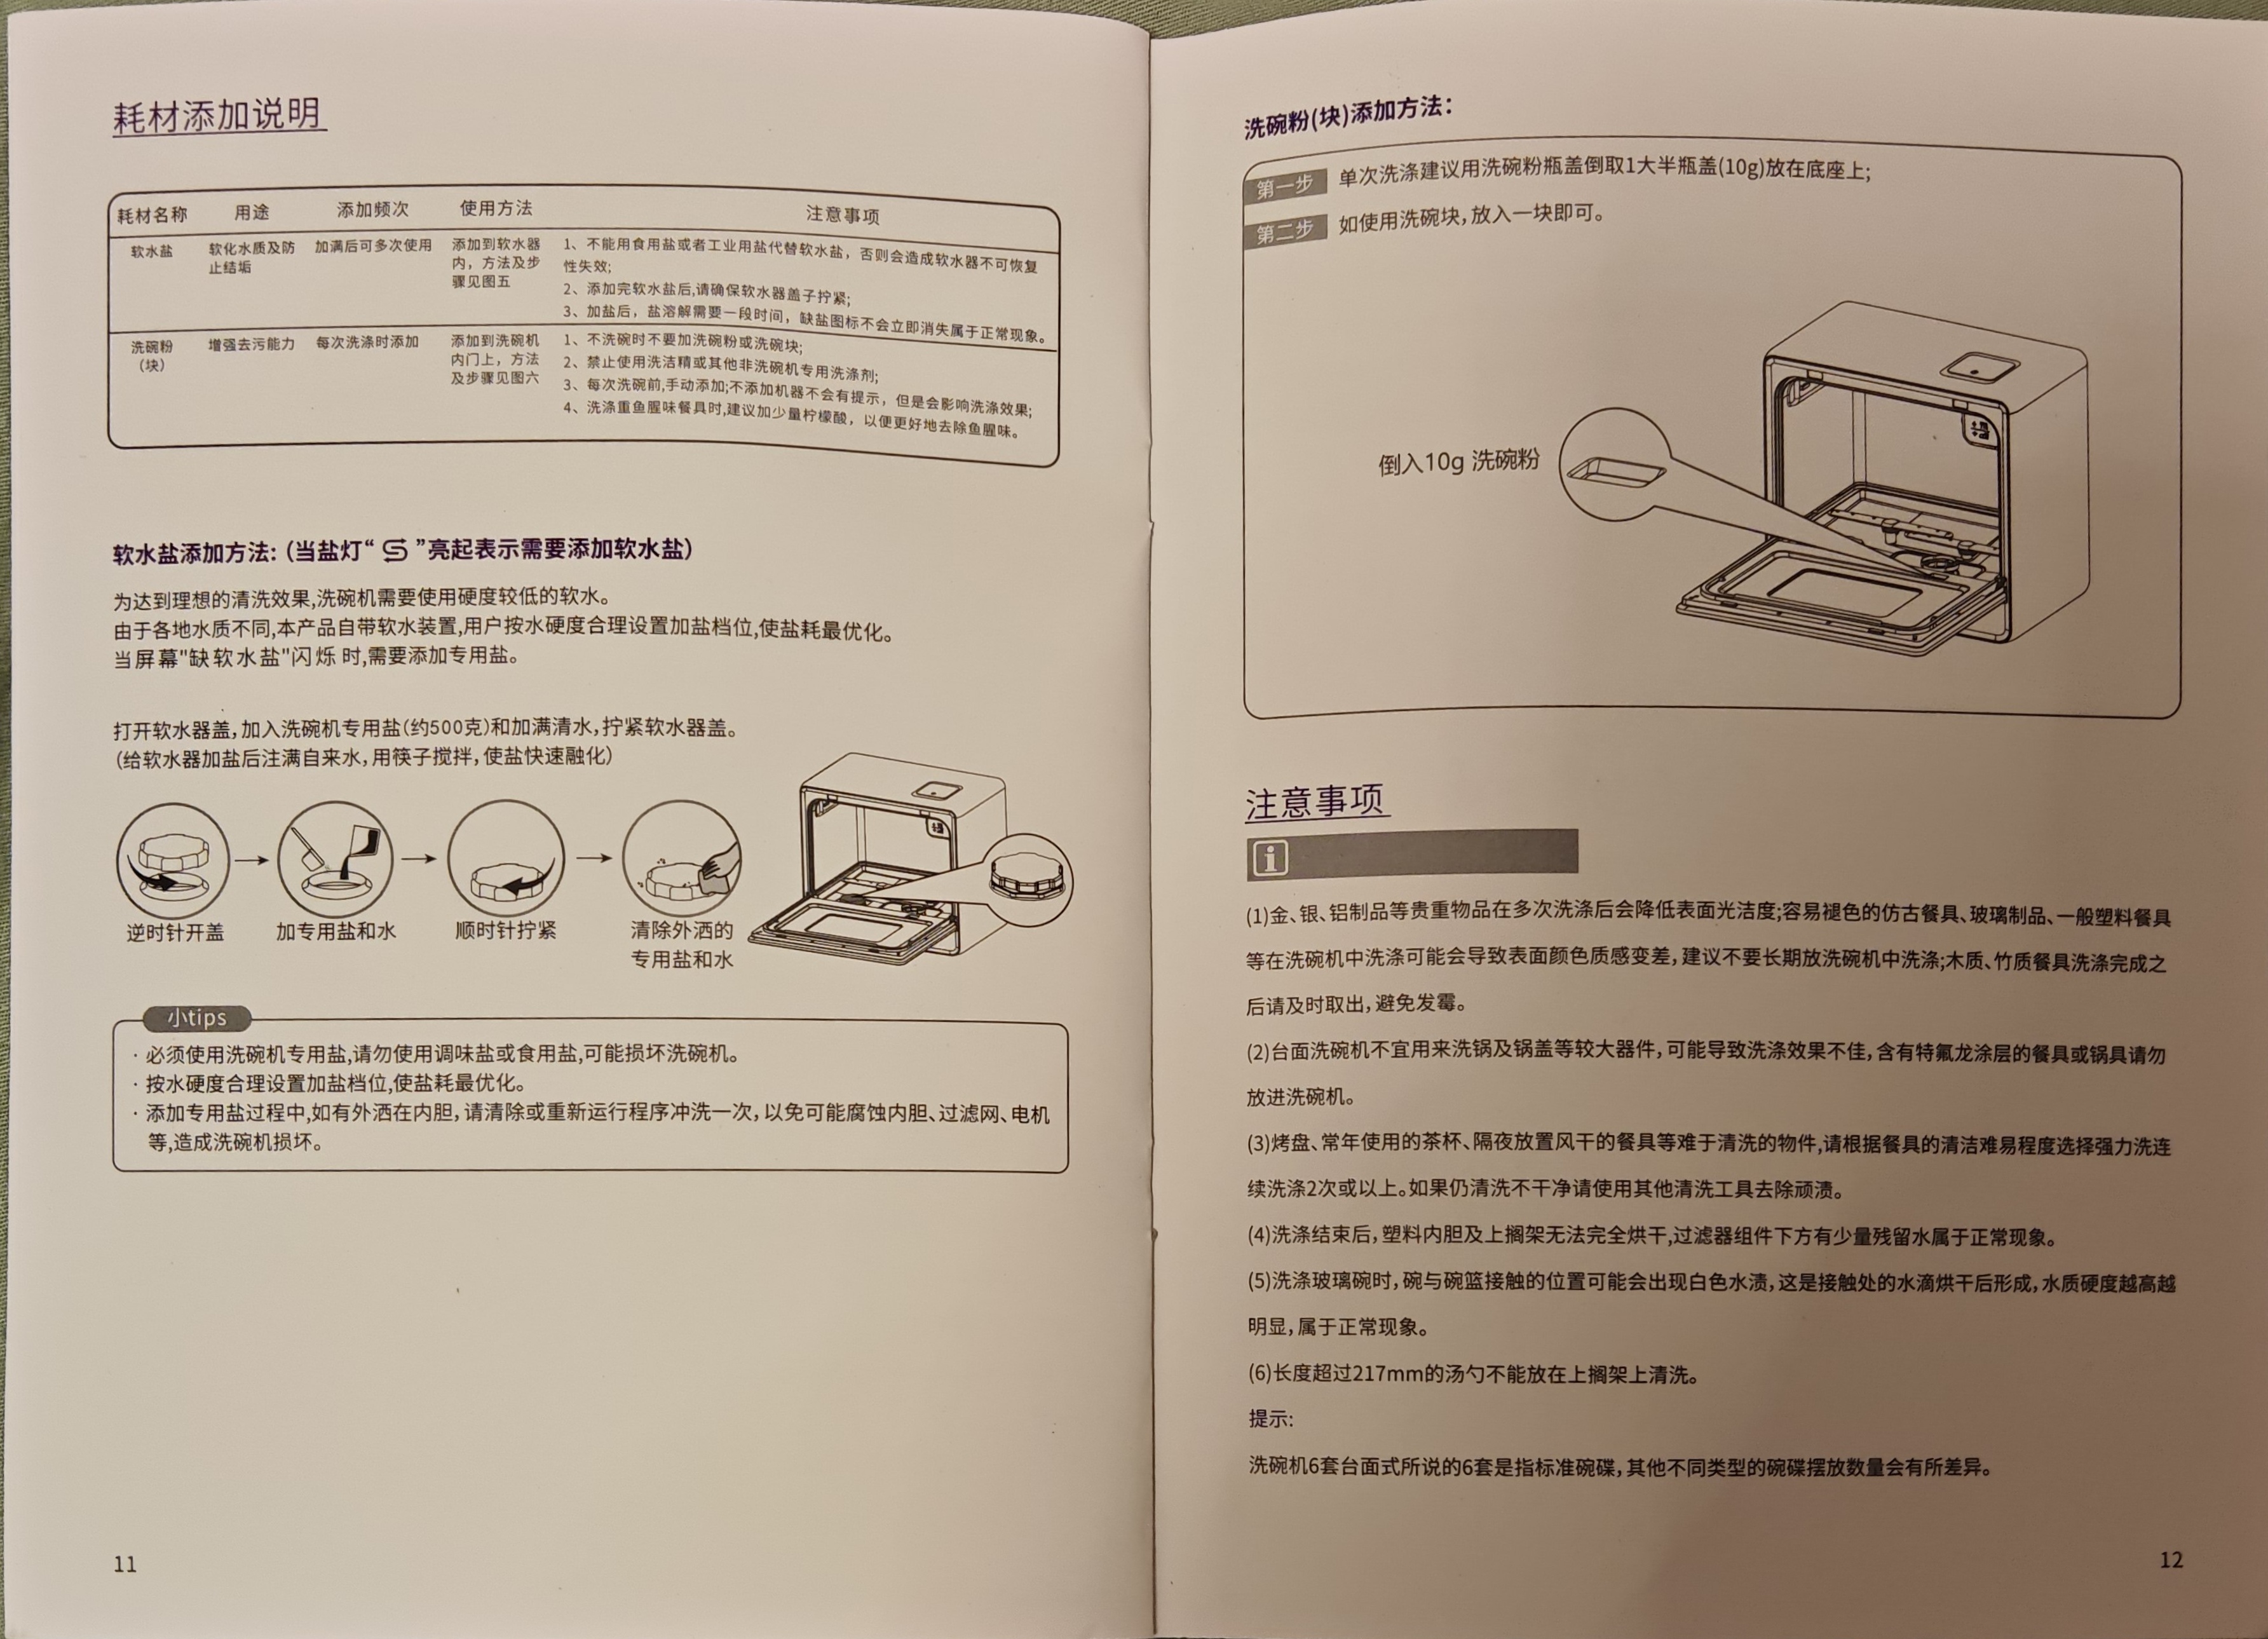 耗材添加说明
耗材名称 用途 添加频次 使用方法 注意事项
软水盐 软化水质及防止结垢 加满后可多次使用 添加到软水器内，方法及步骤见图五
1、不能用食用盐或者工业用盐代替软水盐，否则会造成软水器不可恢复
性失效;
2、添加完软水盐后,请确保软水器盖子拧紧;
3、加盐后，盐溶解需要一段时间，缺盐图标不会立即消失属于正常现象。
洗碗粉（块） 增强去污能力 每次洗涤时添加 添加到洗碗机内门上，方法及步骤见图六
1、不洗碗时不要加洗碗粉或洗碗块;
2、禁止使用洗洁精或其他非洗碗机专用洗涤剂;
3、每次洗碗前,手动添加;不添加机器不会有提示，但是会影响洗涤效果;
4、洗涤重鱼腥味餐具时,建议加少量柠檬酸，以便更好地去除鱼腥味。
软水盐添加方法: (当盐灯“ ”亮起表示需要添加软水盐)
为达到理想的清洗效果,洗碗机需要使用硬度较低的软水。
由于各地水质不同,本产品自带软水装置,用户按水硬度合理设置加盐档位,使盐耗最优化。
当屏幕"缺软水盐"闪烁 时,需要添加专用盐。
打开软水器盖,加入洗碗机专用盐(约500克)和加满清水,拧紧软水器盖。
(给软水器加盐后注满自来水,用筷子搅拌,使盐快速融化)
逆时针开盖 加专用盐和水 顺时针拧紧 清除外洒的
专用盐和水
小tips
· 必须使用洗碗机专用盐,请勿使用调味盐或食用盐,可能损坏洗碗机。
· 按水硬度合理设置加盐档位,使盐耗最优化。
· 添加专用盐过程中,如有外洒在内胆,请清除或重新运行程序冲洗一次,以免可能腐蚀内胆、过滤网、电机
等,造成洗碗机损坏。
11
洗碗粉(块)添加方法:
第一步 单次洗涤建议用洗碗粉瓶盖倒取1大半瓶盖(10g)放在底座上;
第二步 如使用洗碗块,放入一块即可。
倒入10g 洗碗粉
注意事项
(1)金、银、铝制品等贵重物品在多次洗涤后会降低表面光洁度;容易褪色的仿古餐具、玻璃制品、一般塑料餐具
等在洗碗机中洗涤可能会导致表面颜色质感变差,建议不要长期放洗碗机中洗涤;木质、竹质餐具洗涤完成之
后请及时取出,避免发霉。
(2)台面洗碗机不宜用来洗锅及锅盖等较大器件,可能导致洗涤效果不佳,含有特氟龙涂层的餐具或锅具请勿
放进洗碗机。
(3)烤盘、常年使用的茶杯、隔夜放置风干的餐具等难于清洗的物件,请根据餐具的清洁难易程度选择强力洗连
续洗涤2次或以上。如果仍清洗不干净请使用其他清洗工具去除顽渍。
(4)洗涤结束后,塑料内胆及上搁架无法完全烘干,过滤器组件下方有少量残留水属于正常现象。
(5)洗涤玻璃碗时,碗与碗篮接触的位置可能会出现白色水渍,这是接触处的水滴烘干后形成,水质硬度越高越
明显,属于正常现象。
(6)长度超过217mm的汤勺不能放在上搁架上清洗。
提示:
洗碗机6套台面式所说的6套是指标准碗碟,其他不同类型的碗碟摆放数量会有所差异。
12